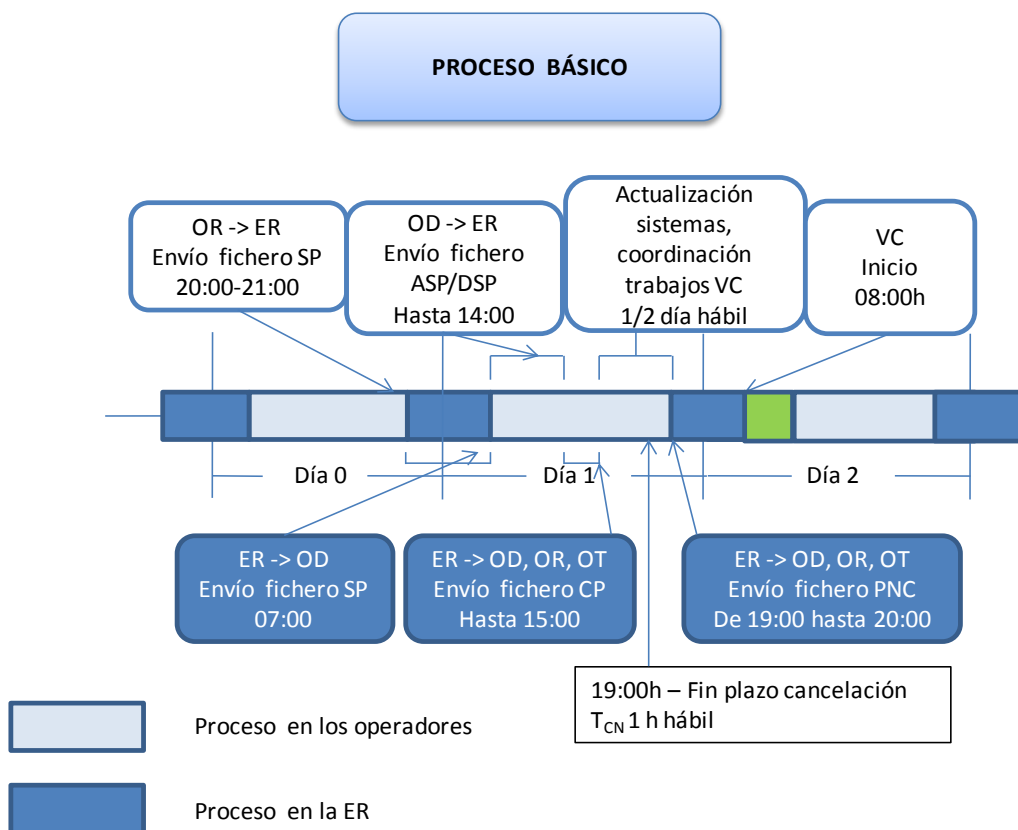 PROCESO BÁSICO
OR -> ER
Envío fichero SP
20:00-21:00
OD -> ER
Envío fichero
ASP/DSP
Hasta 14:00
Actualización
sistemas,
coordinación
trabajos VC
1/2 día hábil
VC
Inicio
08:00h
Día 0
Día 1
Día 2
ER -> OD
Envío fichero SP
07:00
ER -> OD, OR, OT
Envío fichero CP
Hasta 15:00
ER -> OD, OR, OT
Envío fichero PNC
De 19:00 hasta 20:00
19:00h – Fin plazo cancelación
TCN 1 h hábil
Proceso en los operadores
Proceso en la ER